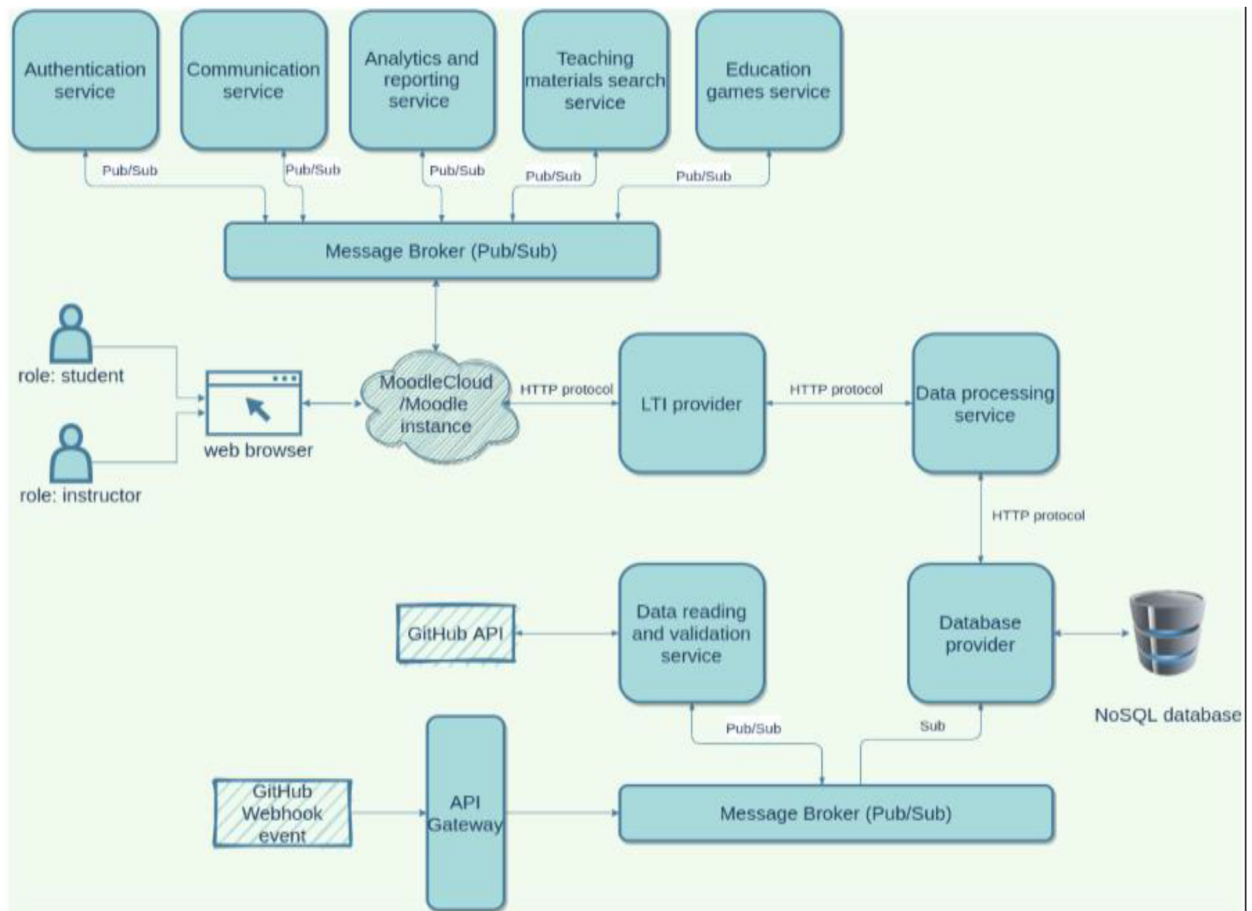 Authentication
service
Communication
service
Analytics and
reporting
service
Teaching
materials search
service
Education
games service
Pub/Sub
Pub/Sub
Pub/Sub
Pub/Sub
Pub/Sub
Message Broker (Pub/Sub)
role: student
role: instructor
web browser
MoodleCloud
/Moodle
instance
HTTP protocol
LTI provider
HTTP protocol
Data processing
service
HTTP protocol
GitHub API
Data reading
and validation
service
Database
provider
NoSQL database
Pub/Sub
Sub
GitHub
Webhook
event
API
Gateway
Message Broker (Pub/Sub)